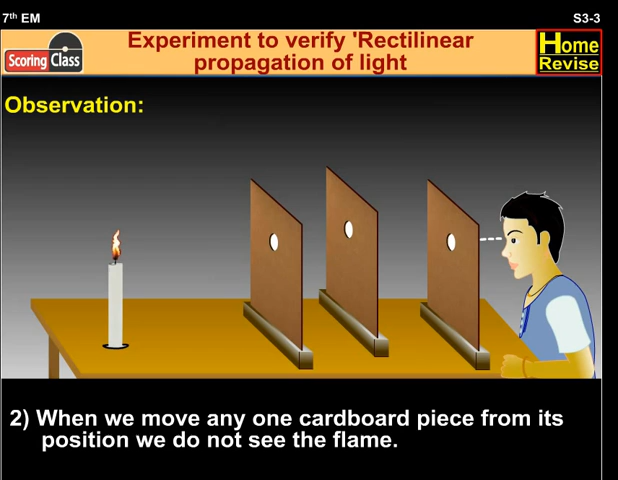 7th EM
S3-3
Scoring Class
Experiment to verify 'Rectilinear
propagation of light
Home
Revise
Observation:
2) When we move any one cardboard piece from its
position we do not see the flame.